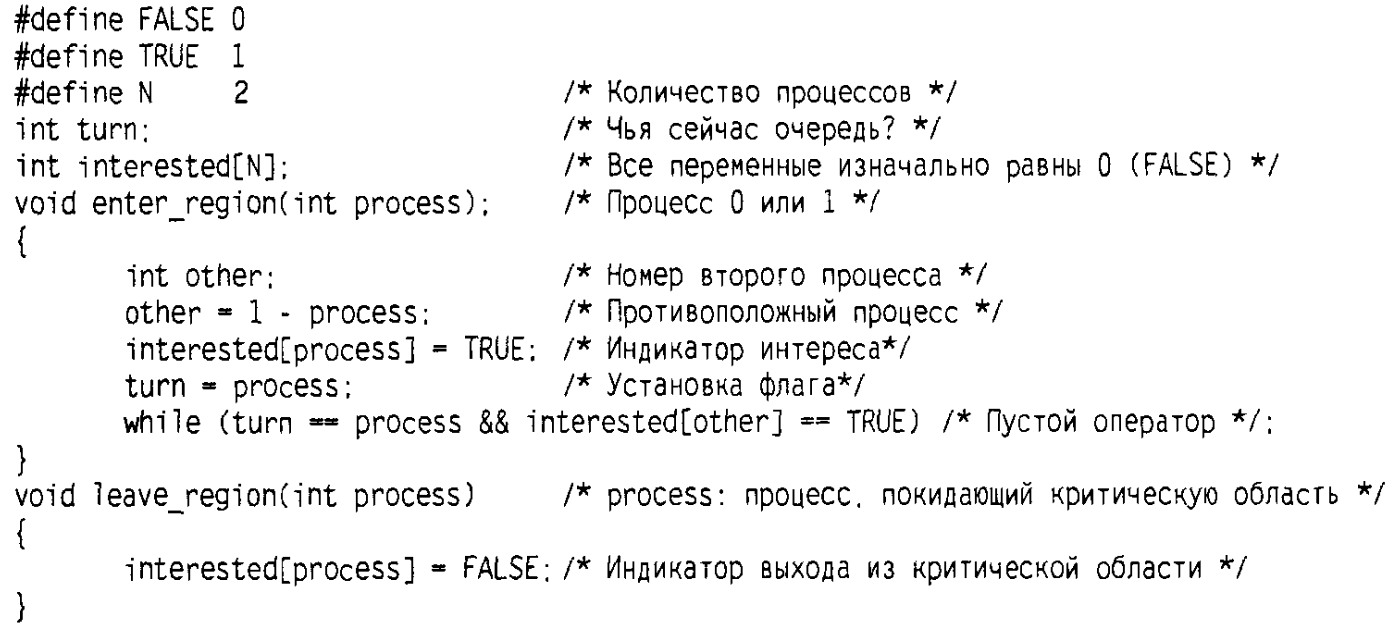 #define FALSE 0
#define TRUE 1
#define N 2 /* Количество процессов */
int turn; /* Чья сейчас очередь? */
int interested[N]; /* Все переменные изначально равны 0 (FALSE) */
void enter_region(int process); /* Процесс 0 или 1 */
{
int other; /* Номер второго процесса */
other = 1 - process; /* Противоположный процесс */
interested[process] = TRUE; /* Индикатор интереса*/
turn = process; /* Установка флага*/
while (turn == process && interested[other] == TRUE) /* Пустой оператор */;
}
void leave_region(int process) /* process: процесс, покидающий критическую область */
{
interested[process] = FALSE; /* Индикатор выхода из критической области */
}